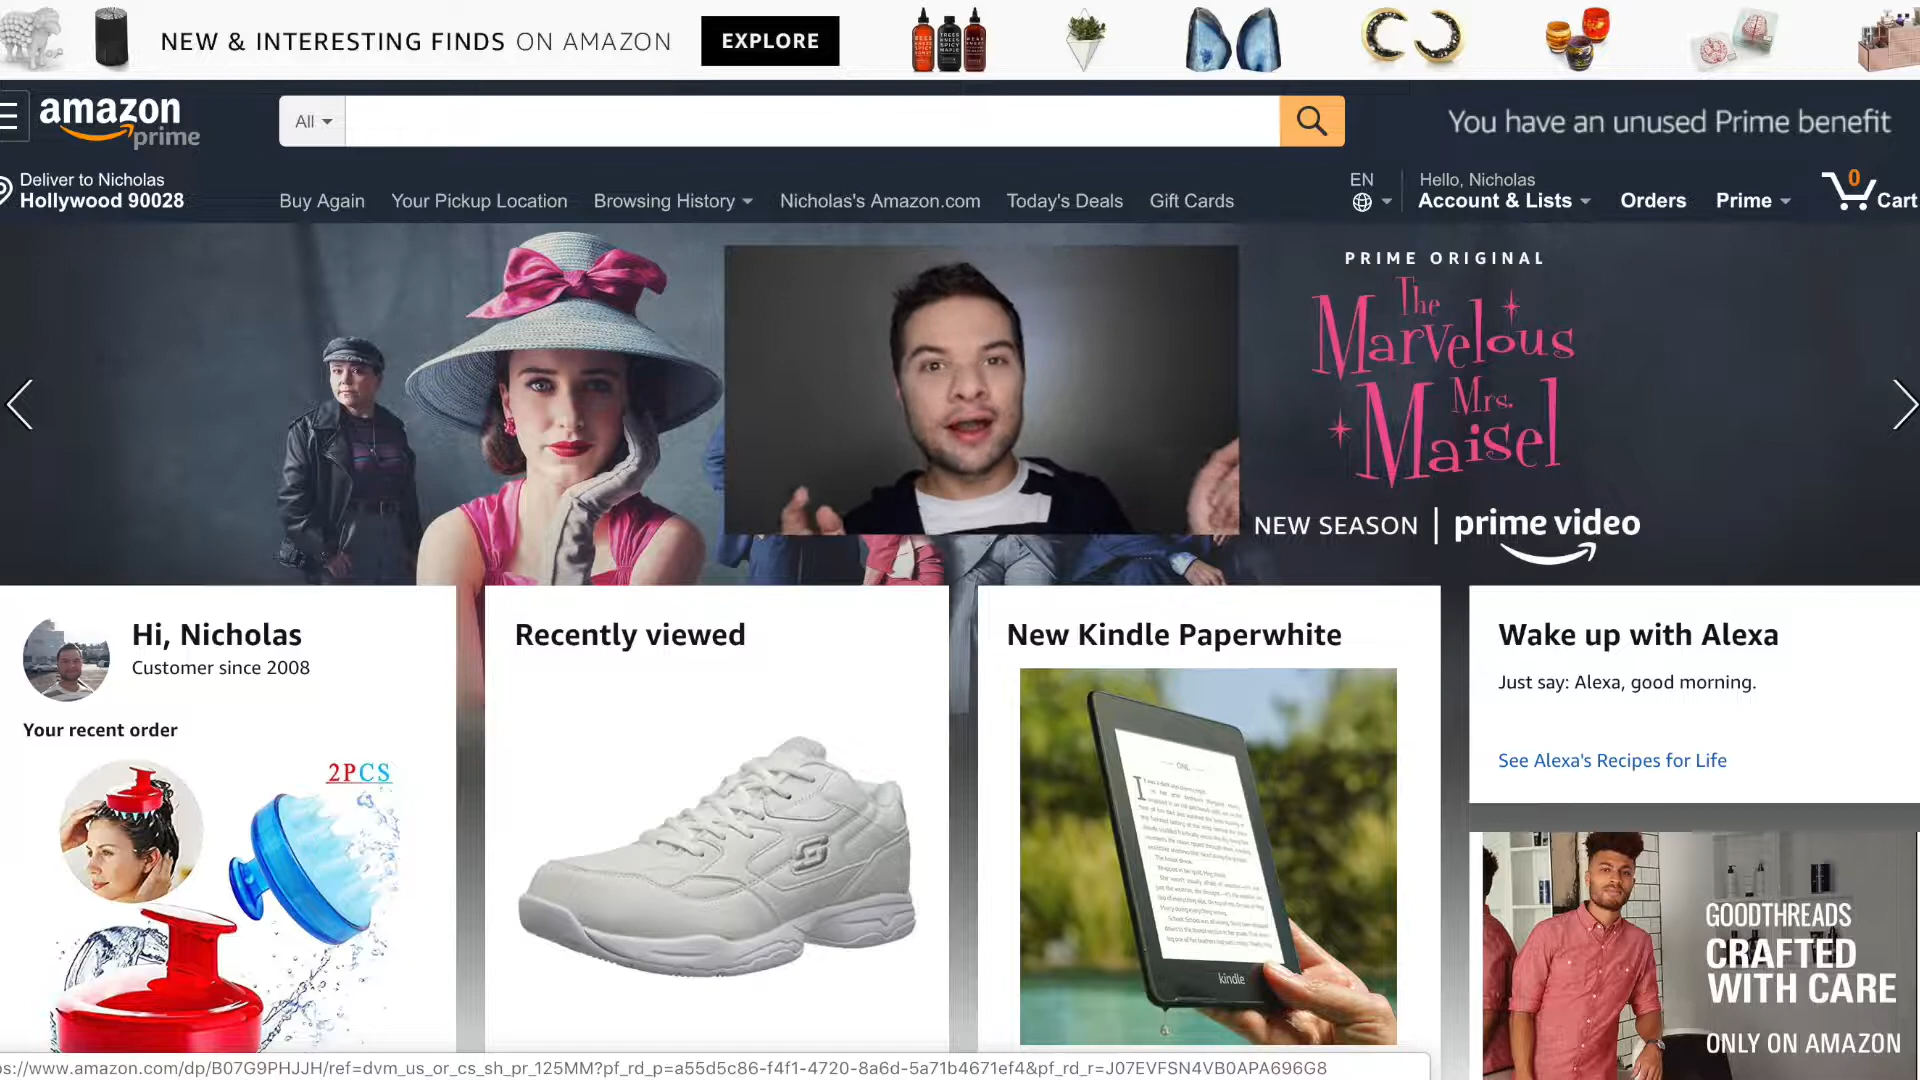 NEW & INTERESTING FINDS ON AMAZON
EXPLORE
amazon
prime
All
You have an unused Prime benefit
Deliver to Nicholas
Hollywood 90028
Buy Again
Your Pickup Location
Browsing History
Nicholas's Amazon.com
Today's Deals
Gift Cards
EN
Hello, Nicholas
Account & Lists
Orders
Prime
0
Cart
PRIME ORIGINAL
The
Marvelous
Mrs.
Maisel
NEW SEASON | prime video
Hi, Nicholas
Customer since 2008
Your recent order
2PCS
Recently viewed
New Kindle Paperwhite
ONE
kindle
Wake up with Alexa
Just say: Alexa, good morning.
See Alexa's Recipes for Life
GOODTHREADS
CRAFTED
WITH CARE
ONLY ON AMAZON
s://www.amazon.com/dp/B07G9PHJJH/ref=dvm_us_or_cs_sh_pr_125MM?pf_rd_p=a55d5c86-f4f1-4720-8a6d-5a71b4671ef4&pf_rd_r=J07EVFSN4VB0APA696G8